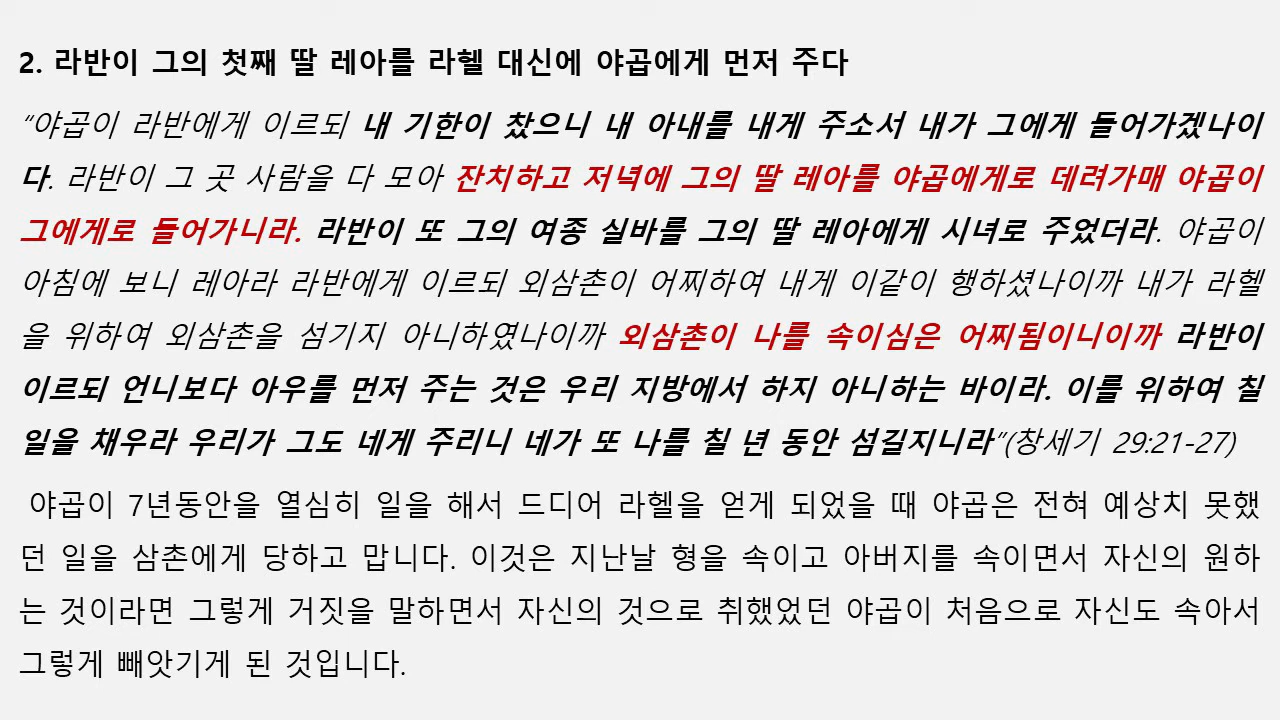 2. 라반이 그의 첫째 딸 레아를 라헬 대신에 야곱에게 먼저 주다
“야곱이 라반에게 이르되 내 기한이 찼으니 내 아내를 내게 주소서 내가 그에게 들어가겠나이
다. 라반이 그 곳 사람을 다 모아 잔치하고 저녁에 그의 딸 레아를 야곱에게로 데려가매 야곱이
그에게로 들어가니라. 라반이 또 그의 여종 실바를 그의 딸 레아에게 시녀로 주었더라. 야곱이
아침에 보니 레아라 라반에게 이르되 외삼촌이 어찌하여 내게 이같이 행하셨나이까 내가 라헬
을 위하여 외삼촌을 섬기지 아니하였나이까 외삼촌이 나를 속이심은 어찌됨이니이까 라반이
이르되 언니보다 아우를 먼저 주는 것은 우리 지방에서 하지 아니하는 바이라. 이를 위하여 칠
일을 채우라 우리가 그도 네게 주리니 네가 또 나를 칠 년 동안 섬길지니라”(창세기 29:21-27)
야곱이 7년동안을 열심히 일을 해서 드디어 라헬을 얻게 되었을 때 야곱은 전혀 예상치 못했
던 일을 삼촌에게 당하고 맙니다. 이것은 지난날 형을 속이고 아버지를 속이면서 자신의 원하
는 것이라면 그렇게 거짓을 말하면서 자신의 것으로 취했었던 야곱이 처음으로 자신도 속아서
그렇게 빼앗기게 된 것입니다.